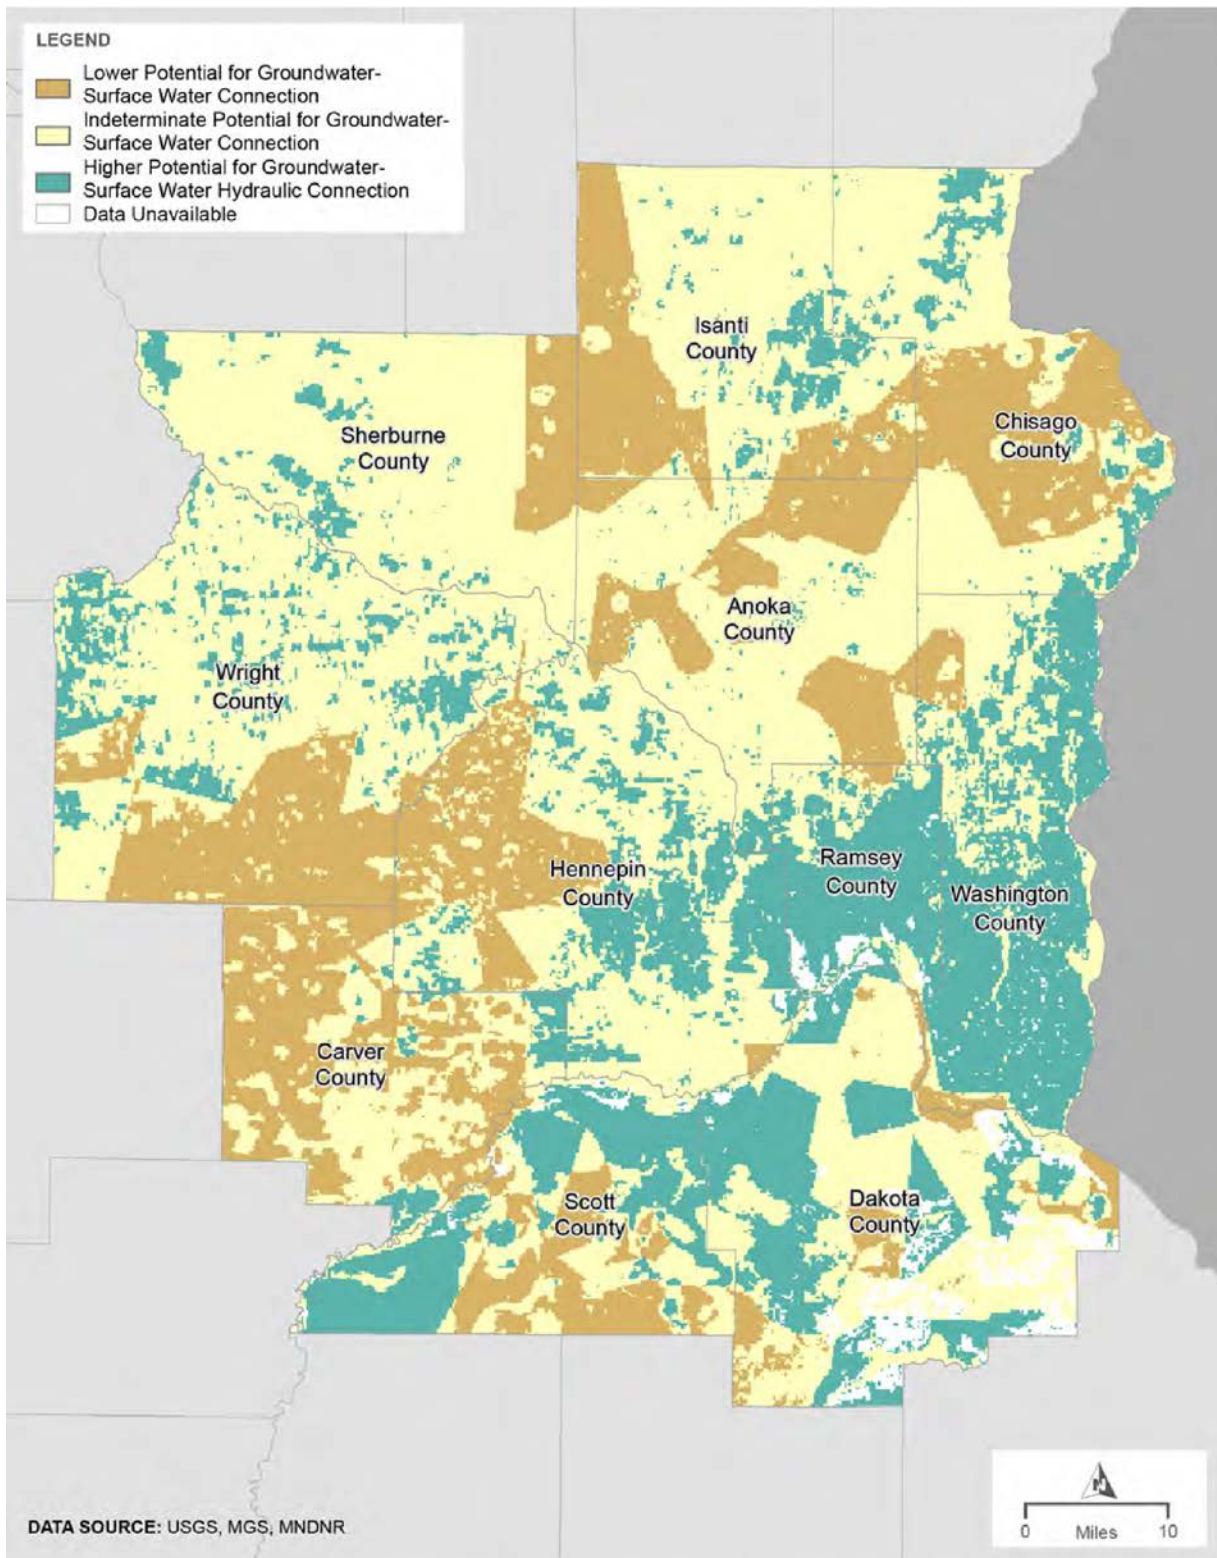 LEGEND
Lower Potential for Groundwater-
Surface Water Connection
Indeterminate Potential for Groundwater-
Surface Water Connection
Higher Potential for Groundwater-
Surface Water Hydraulic Connection
Data Unavailable
Isanti
County
Chisago
County
Sherburne
County
Anoka
County
Wright
County
Hennepin
County
Ramsey
County
Washington
County
Carver
County
Scott
County
Dakota
County
N
DATA SOURCE: USGS, MGS, MNDNR
0 Miles 10